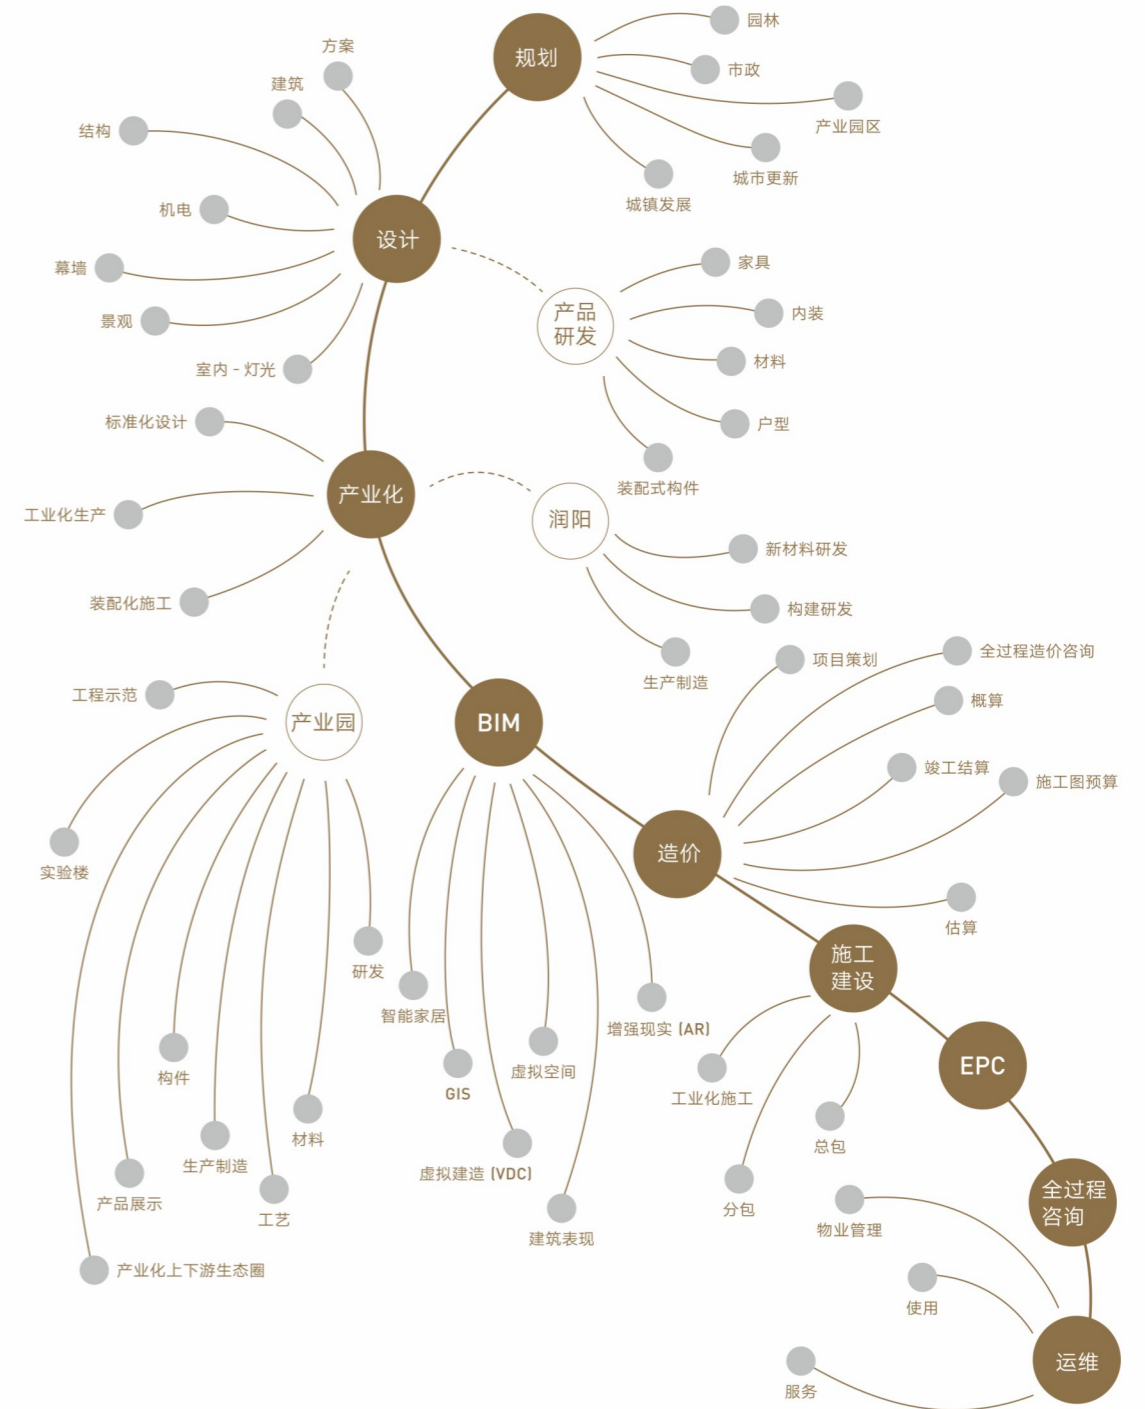 规划
园林
市政
产业园区
城市更新
城镇发展
方案
建筑
结构
机电
幕墙
景观
室内 - 灯光
设计
产品
研发
家具
内装
材料
户型
装配式构件
标准化设计
工业化生产
装配化施工
产业化
润阳
新材料研发
构建研发
生产制造
工程示范
产业园
实验楼
研发
构件
材料
生产制造
产品展示
工艺
产业化上下游生态圈
BIM
智能家居
GIS
虚拟建造 (VDC)
虚拟空间
建筑表现
增强现实 (AR)
造价
项目策划
全过程造价咨询
概算
竣工结算
施工图预算
估算
施工
建设
工业化施工
总包
分包
EPC
全过程
咨询
物业管理
使用
服务
运维